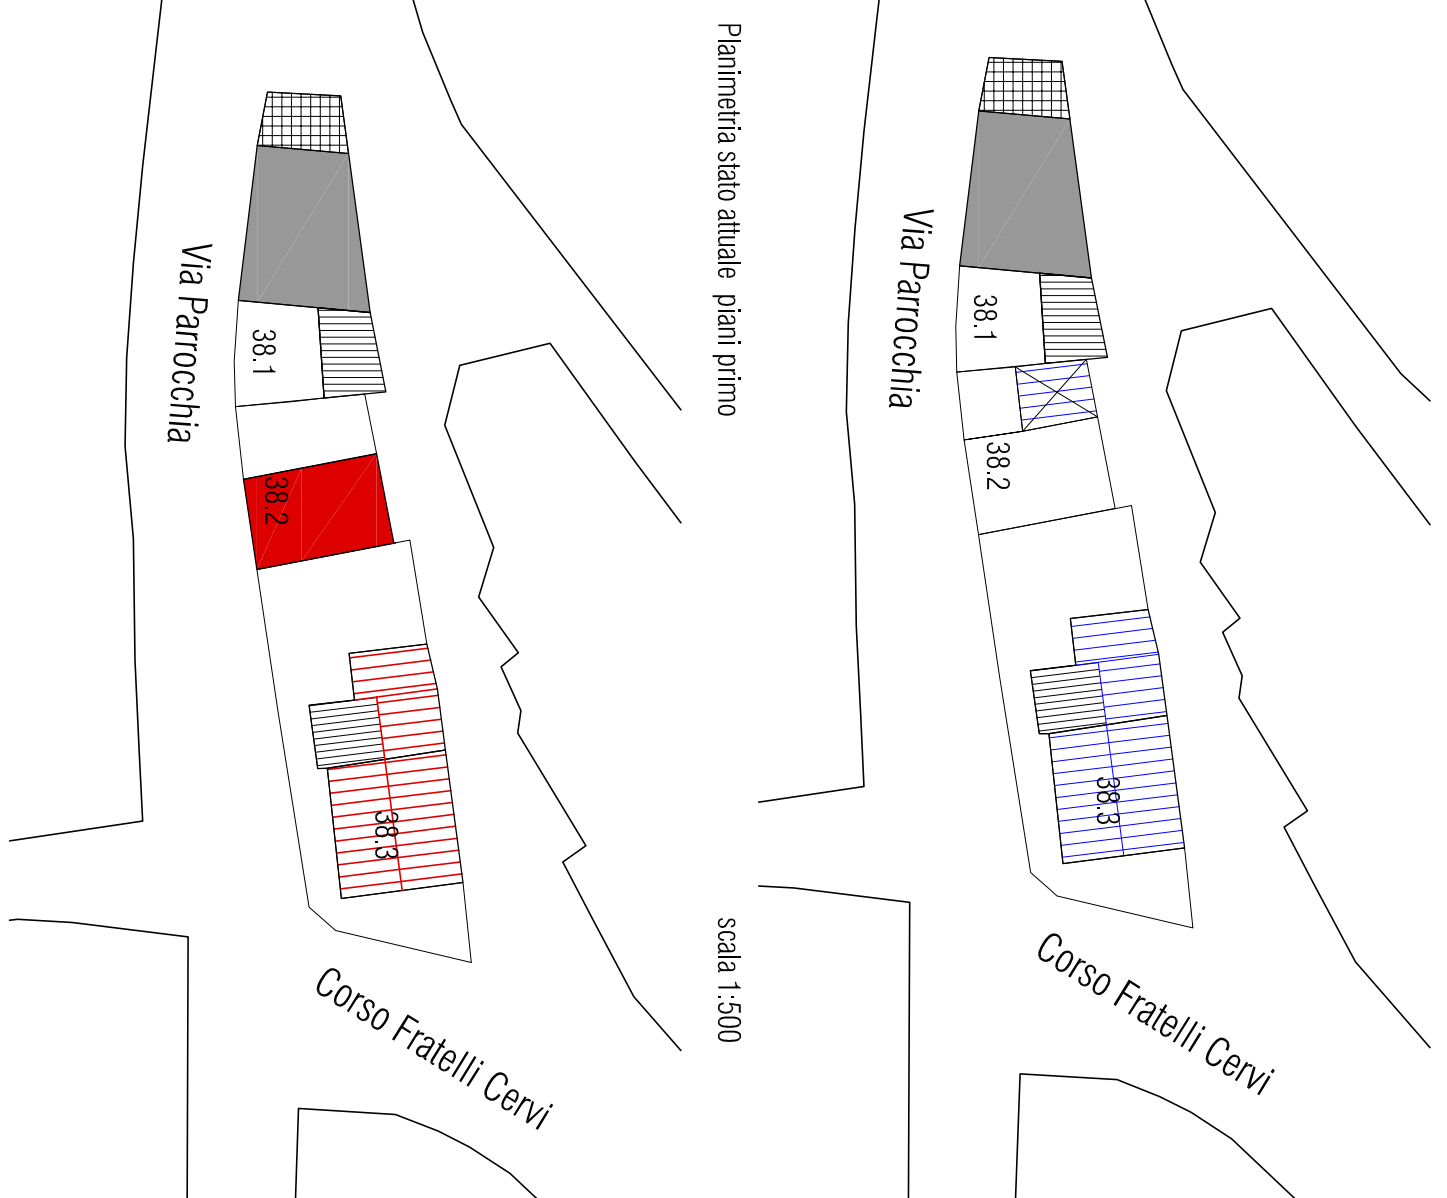 Via Parrocchia
38.1
38.2
38.3
Corso Fratelli Cervi
Planimetria stato attuale piani primo
scala 1:500
Via Parrocchia
38.1
38.2
38.3
Corso Fratelli Cervi